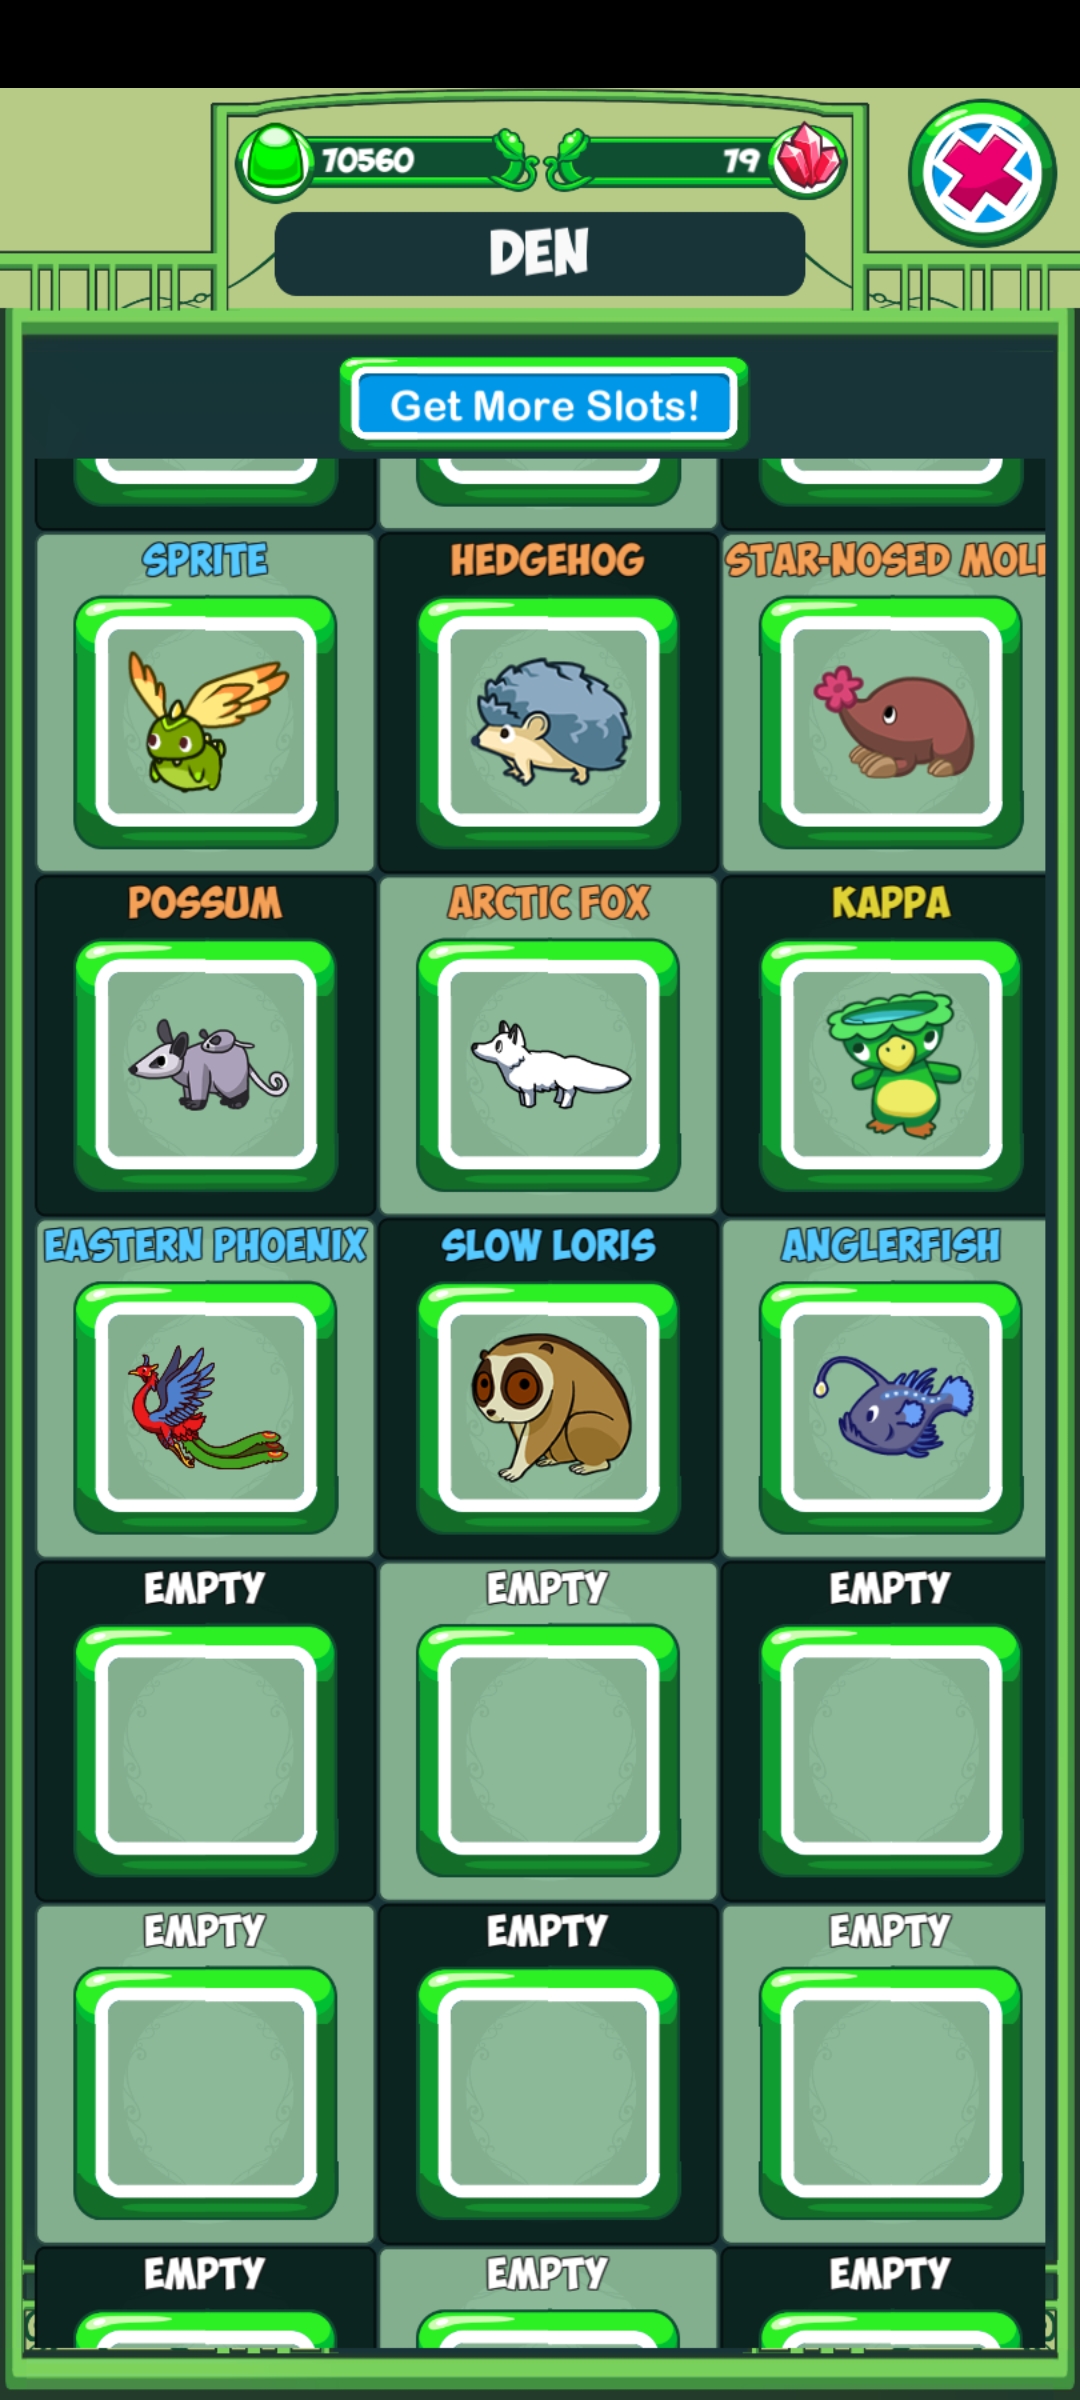 70560
79
DEN
Get More Slots!
SPRITE
HEDGEHOG
STAR-NOSED MOL
POSSUM
ARCTIC FOX
KAPPA
EASTERN PHOENIX
SLOW LORIS
ANGLERFISH
EMPTY
EMPTY
EMPTY
EMPTY
EMPTY
EMPTY
EMPTY
EMPTY
EMPTY